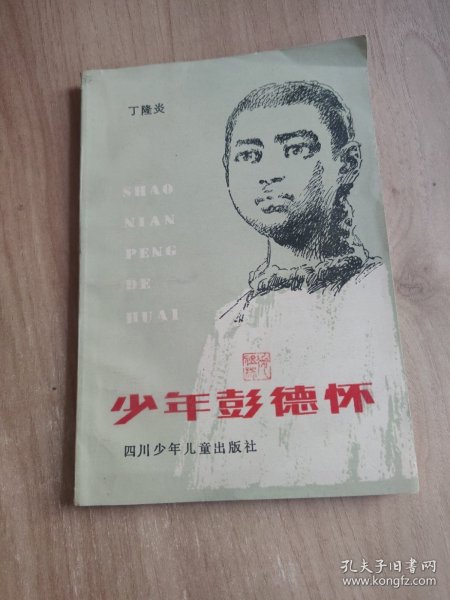 丁隆炎
SHAO
NIAN
PENG
DE
HUAI
少年彭德怀
四川少年儿童出版社
孔夫子旧书网
www.kongfz.com